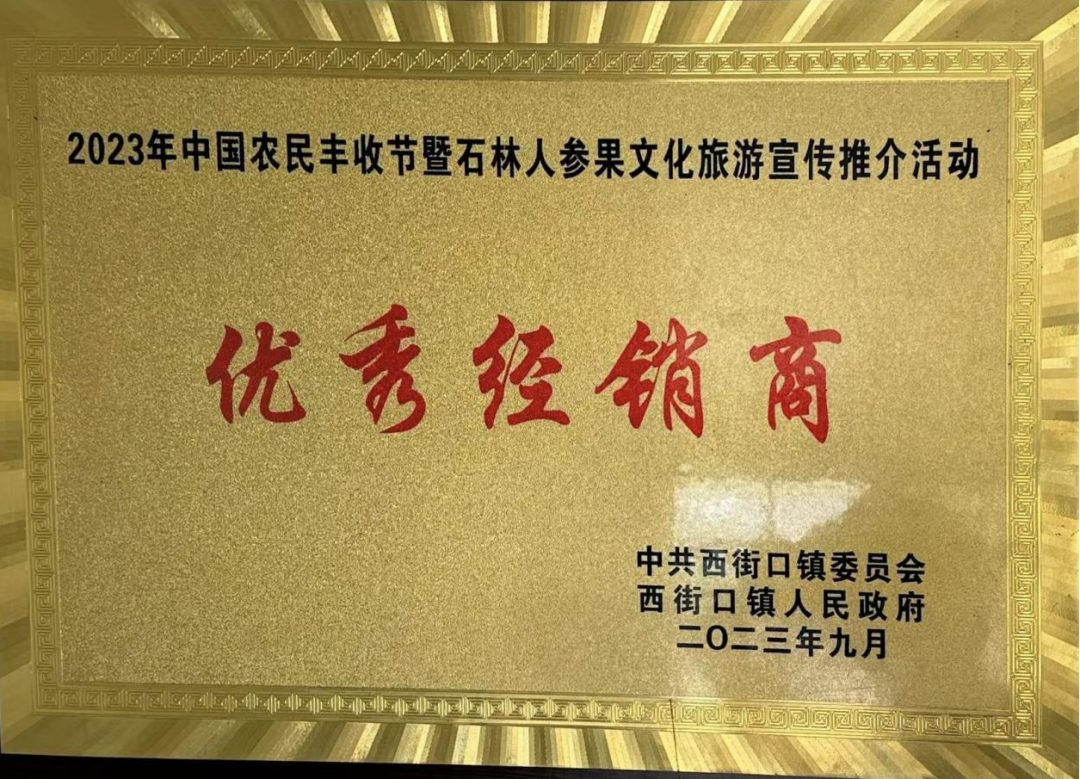 2023年中国农民丰收节暨石林人参果文化旅游宣传推介活动
优秀经销商
中共西街口镇委员会
西街口镇人民政府
二〇二三年九月